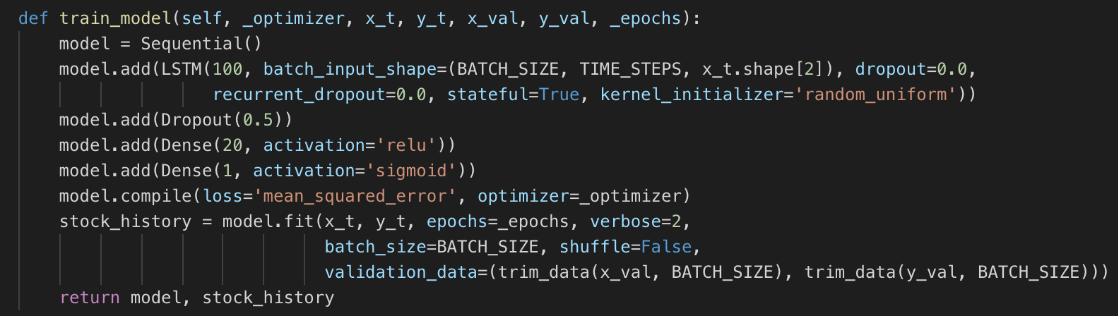 def train_model(self, _optimizer, x_t, y_t, x_val, y_val, _epochs):
    model = Sequential()
    model.add(LSTM(100, batch_input_shape=(BATCH_SIZE, TIME_STEPS, x_t.shape[2]), dropout=0.0,
                   recurrent_dropout=0.0, stateful=True, kernel_initializer='random_uniform'))
    model.add(Dropout(0.5))
    model.add(Dense(20, activation='relu'))
    model.add(Dense(1, activation='sigmoid'))
    model.compile(loss='mean_squared_error', optimizer=_optimizer)
    stock_history = model.fit(x_t, y_t, epochs=_epochs, verbose=2,
                              batch_size=BATCH_SIZE, shuffle=False,
                              validation_data=(trim_data(x_val, BATCH_SIZE), trim_data(y_val, BATCH_SIZE)))
    return model, stock_history